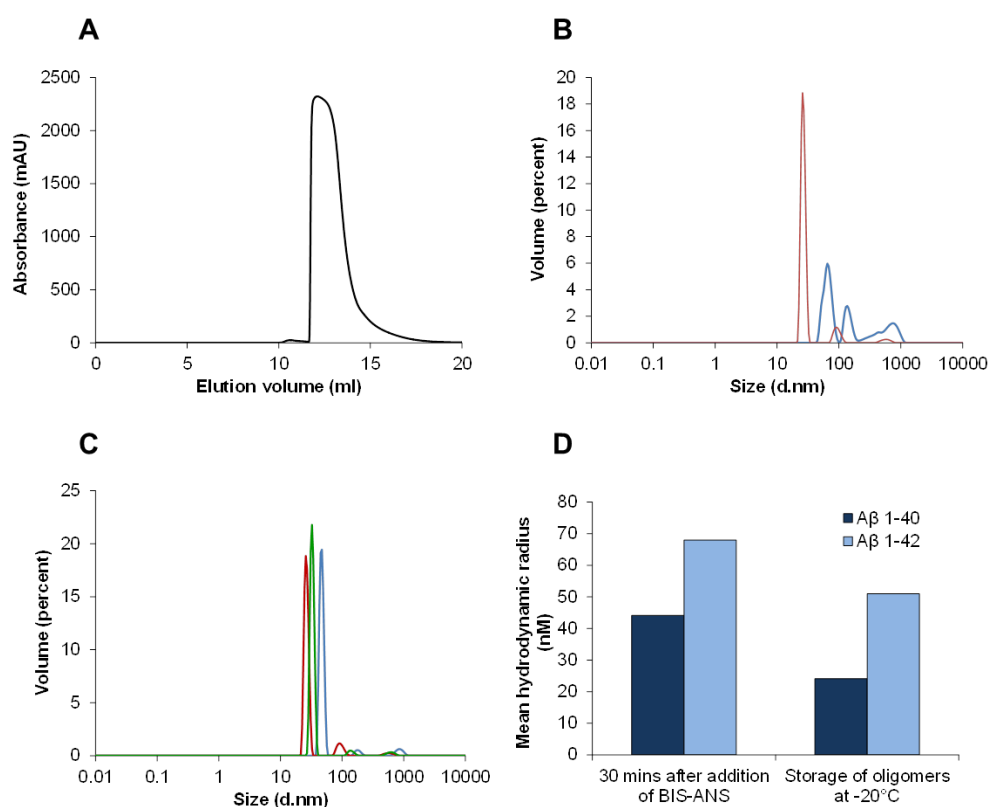 A
Absorbance (mAU)
2500
2000
1500
1000
500
0
0 5 10 15 20
Elution volume (ml)
B
Volume (percent)
20
18
16
14
12
10
8
6
4
2
0
0.01 0.1 1 10 100 1000 10000
Size (d.nm)
C
Volume (percent)
25
20
15
10
5
0
0.01 0.1 1 10 100 1000 10000
Size (d.nm)
D
Mean hydrodynamic radius
(nM)
80
70
60
50
40
30
20
10
0
Aβ 1-40
Aβ 1-42
30 mins after addition
of BIS-ANS
Storage of oligomers
at -20°C